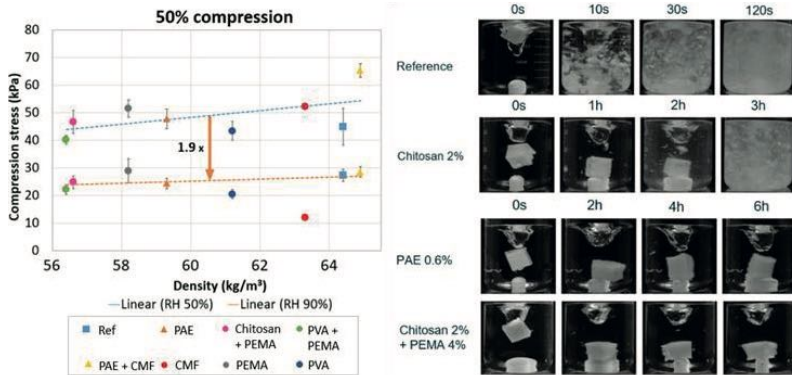 50% compression
Compression stress (kPa)
80
70
60
50
40
30
20
10
0
1.9 x
56 58 60 62 64
Density (kg/m³)
Linear (RH 50%) Linear (RH 90%)
Ref PAE Chitosan + PEMA PVA + PEMA
PAE + CMF CMF PEMA PVA
0s 10s 30s 120s
Reference
0s 1h 2h 3h
Chitosan 2%
0s 2h 4h 6h
PAE 0.6%
Chitosan 2%
+ PEMA 4%